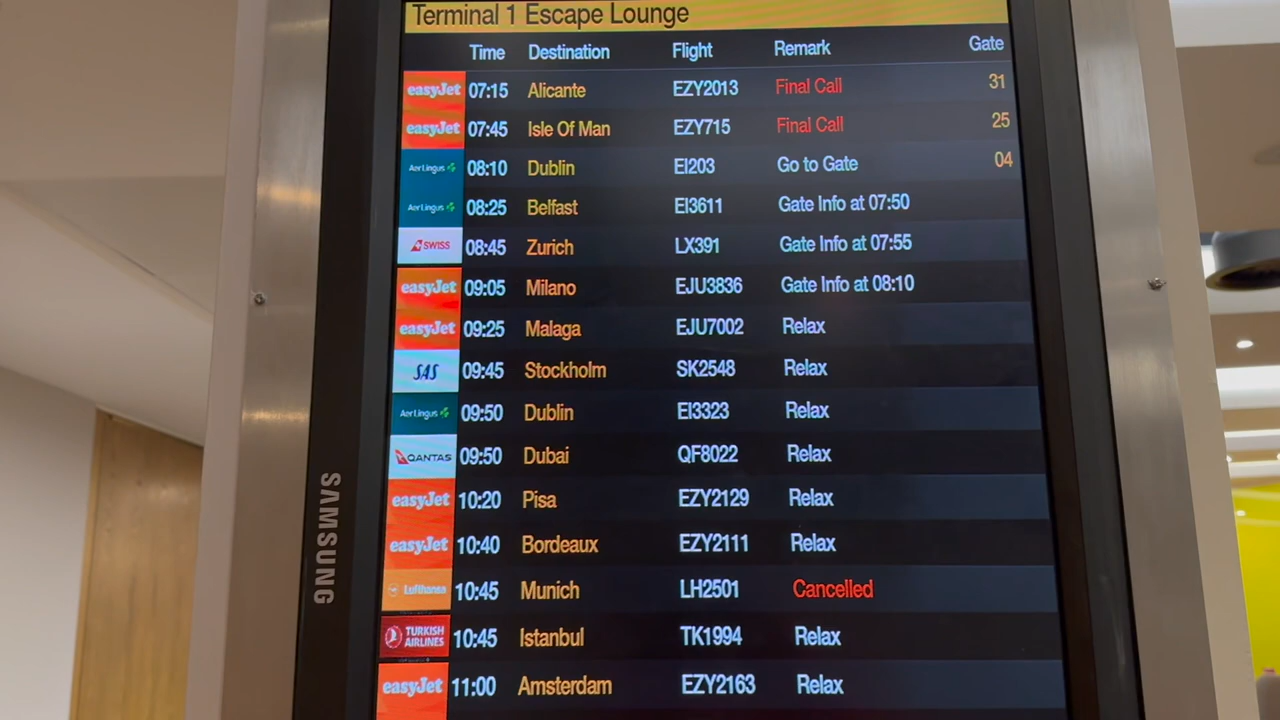 Terminal 1 Escape Lounge
Time Destination Flight Remark Gate
easyJet 07:15 Alicante EZY2013 Final Call 31
easyJet 07:45 Isle Of Man EZY715 Final Call 25
Aer Lingus 08:10 Dublin EI203 Go to Gate 04
Aer Lingus 08:25 Belfast EI3611 Gate Info at 07:50
SWISS 08:45 Zurich LX391 Gate Info at 07:55
easyJet 09:05 Milano EJU3836 Gate Info at 08:10
easyJet 09:25 Malaga EJU7002 Relax
SAS 09:45 Stockholm SK2548 Relax
Aer Lingus 09:50 Dublin EI3323 Relax
QANTAS 09:50 Dubai QF8022 Relax
easyJet 10:20 Pisa EZY2129 Relax
easyJet 10:40 Bordeaux EZY2111 Relax
Lufthansa 10:45 Munich LH2501 Cancelled
TURKISH AIRLINES 10:45 Istanbul TK1994 Relax
easyJet 11:00 Amsterdam EZY2163 Relax
SAMSUNG